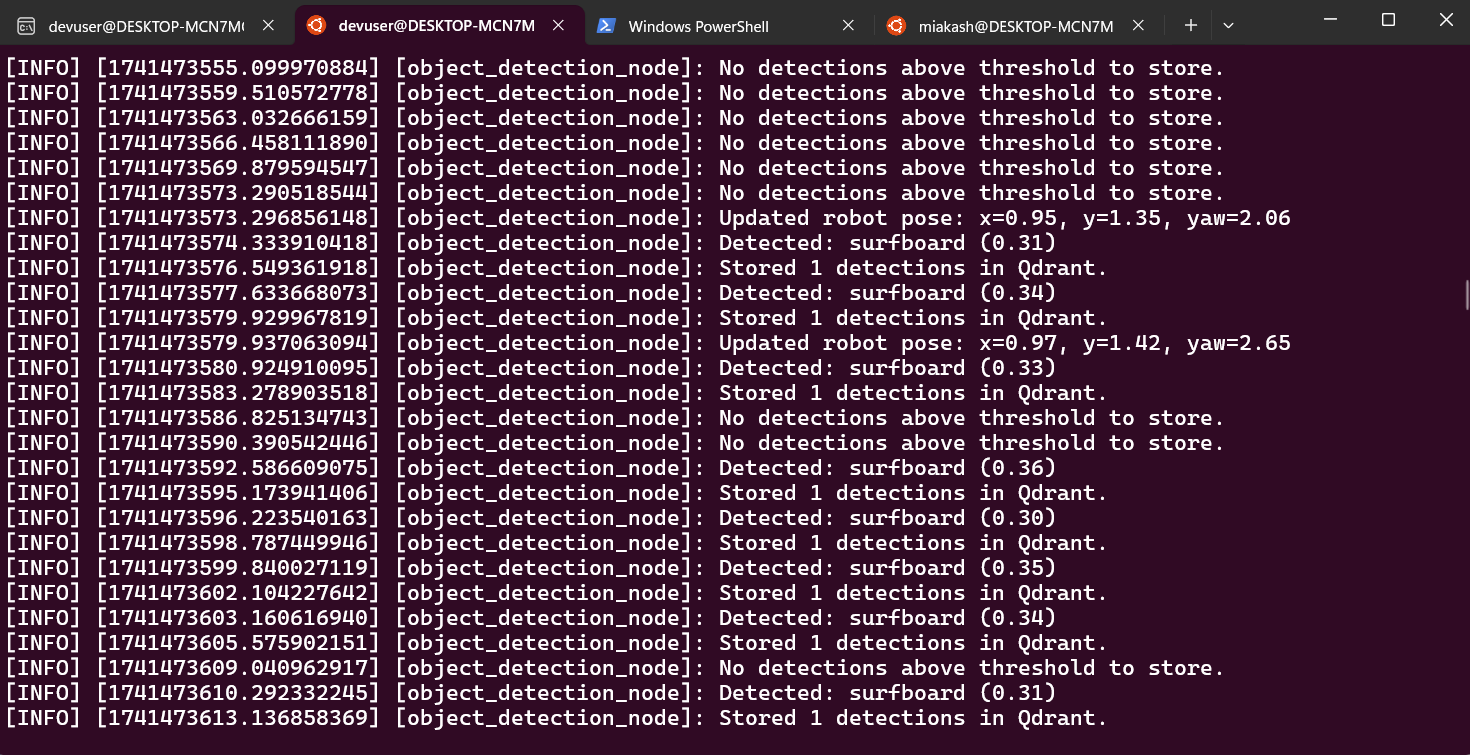 devuser@DESKTOP-MCN7M
devuser@DESKTOP-MCN7M
Windows PowerShell
miakash@DESKTOP-MCN7M
[INFO] [1741473555.099970884] [object_detection_node]: No detections above threshold to store.
[INFO] [1741473559.510572778] [object_detection_node]: No detections above threshold to store.
[INFO] [1741473563.032666159] [object_detection_node]: No detections above threshold to store.
[INFO] [1741473566.458111890] [object_detection_node]: No detections above threshold to store.
[INFO] [1741473569.879594547] [object_detection_node]: No detections above threshold to store.
[INFO] [1741473573.290518544] [object_detection_node]: No detections above threshold to store.
[INFO] [1741473573.296856148] [object_detection_node]: Updated robot pose: x=0.95, y=1.35, yaw=2.06
[INFO] [1741473574.333910418] [object_detection_node]: Detected: surfboard (0.31)
[INFO] [1741473576.549361918] [object_detection_node]: Stored 1 detections in Qdrant.
[INFO] [1741473577.633668073] [object_detection_node]: Detected: surfboard (0.34)
[INFO] [1741473579.929967819] [object_detection_node]: Stored 1 detections in Qdrant.
[INFO] [1741473579.937063094] [object_detection_node]: Updated robot pose: x=0.97, y=1.42, yaw=2.65
[INFO] [1741473580.924910095] [object_detection_node]: Detected: surfboard (0.33)
[INFO] [1741473583.278903518] [object_detection_node]: Stored 1 detections in Qdrant.
[INFO] [1741473586.825134743] [object_detection_node]: No detections above threshold to store.
[INFO] [1741473590.390542446] [object_detection_node]: No detections above threshold to store.
[INFO] [1741473592.586609075] [object_detection_node]: Detected: surfboard (0.36)
[INFO] [1741473595.173941406] [object_detection_node]: Stored 1 detections in Qdrant.
[INFO] [1741473596.223540163] [object_detection_node]: Detected: surfboard (0.30)
[INFO] [1741473598.787449946] [object_detection_node]: Stored 1 detections in Qdrant.
[INFO] [1741473599.840027119] [object_detection_node]: Detected: surfboard (0.35)
[INFO] [1741473602.104227642] [object_detection_node]: Stored 1 detections in Qdrant.
[INFO] [1741473603.160616940] [object_detection_node]: Detected: surfboard (0.34)
[INFO] [1741473605.575902151] [object_detection_node]: Stored 1 detections in Qdrant.
[INFO] [1741473609.040962917] [object_detection_node]: No detections above threshold to store.
[INFO] [1741473610.292332245] [object_detection_node]: Detected: surfboard (0.31)
[INFO] [1741473613.136858369] [object_detection_node]: Stored 1 detections in Qdrant.